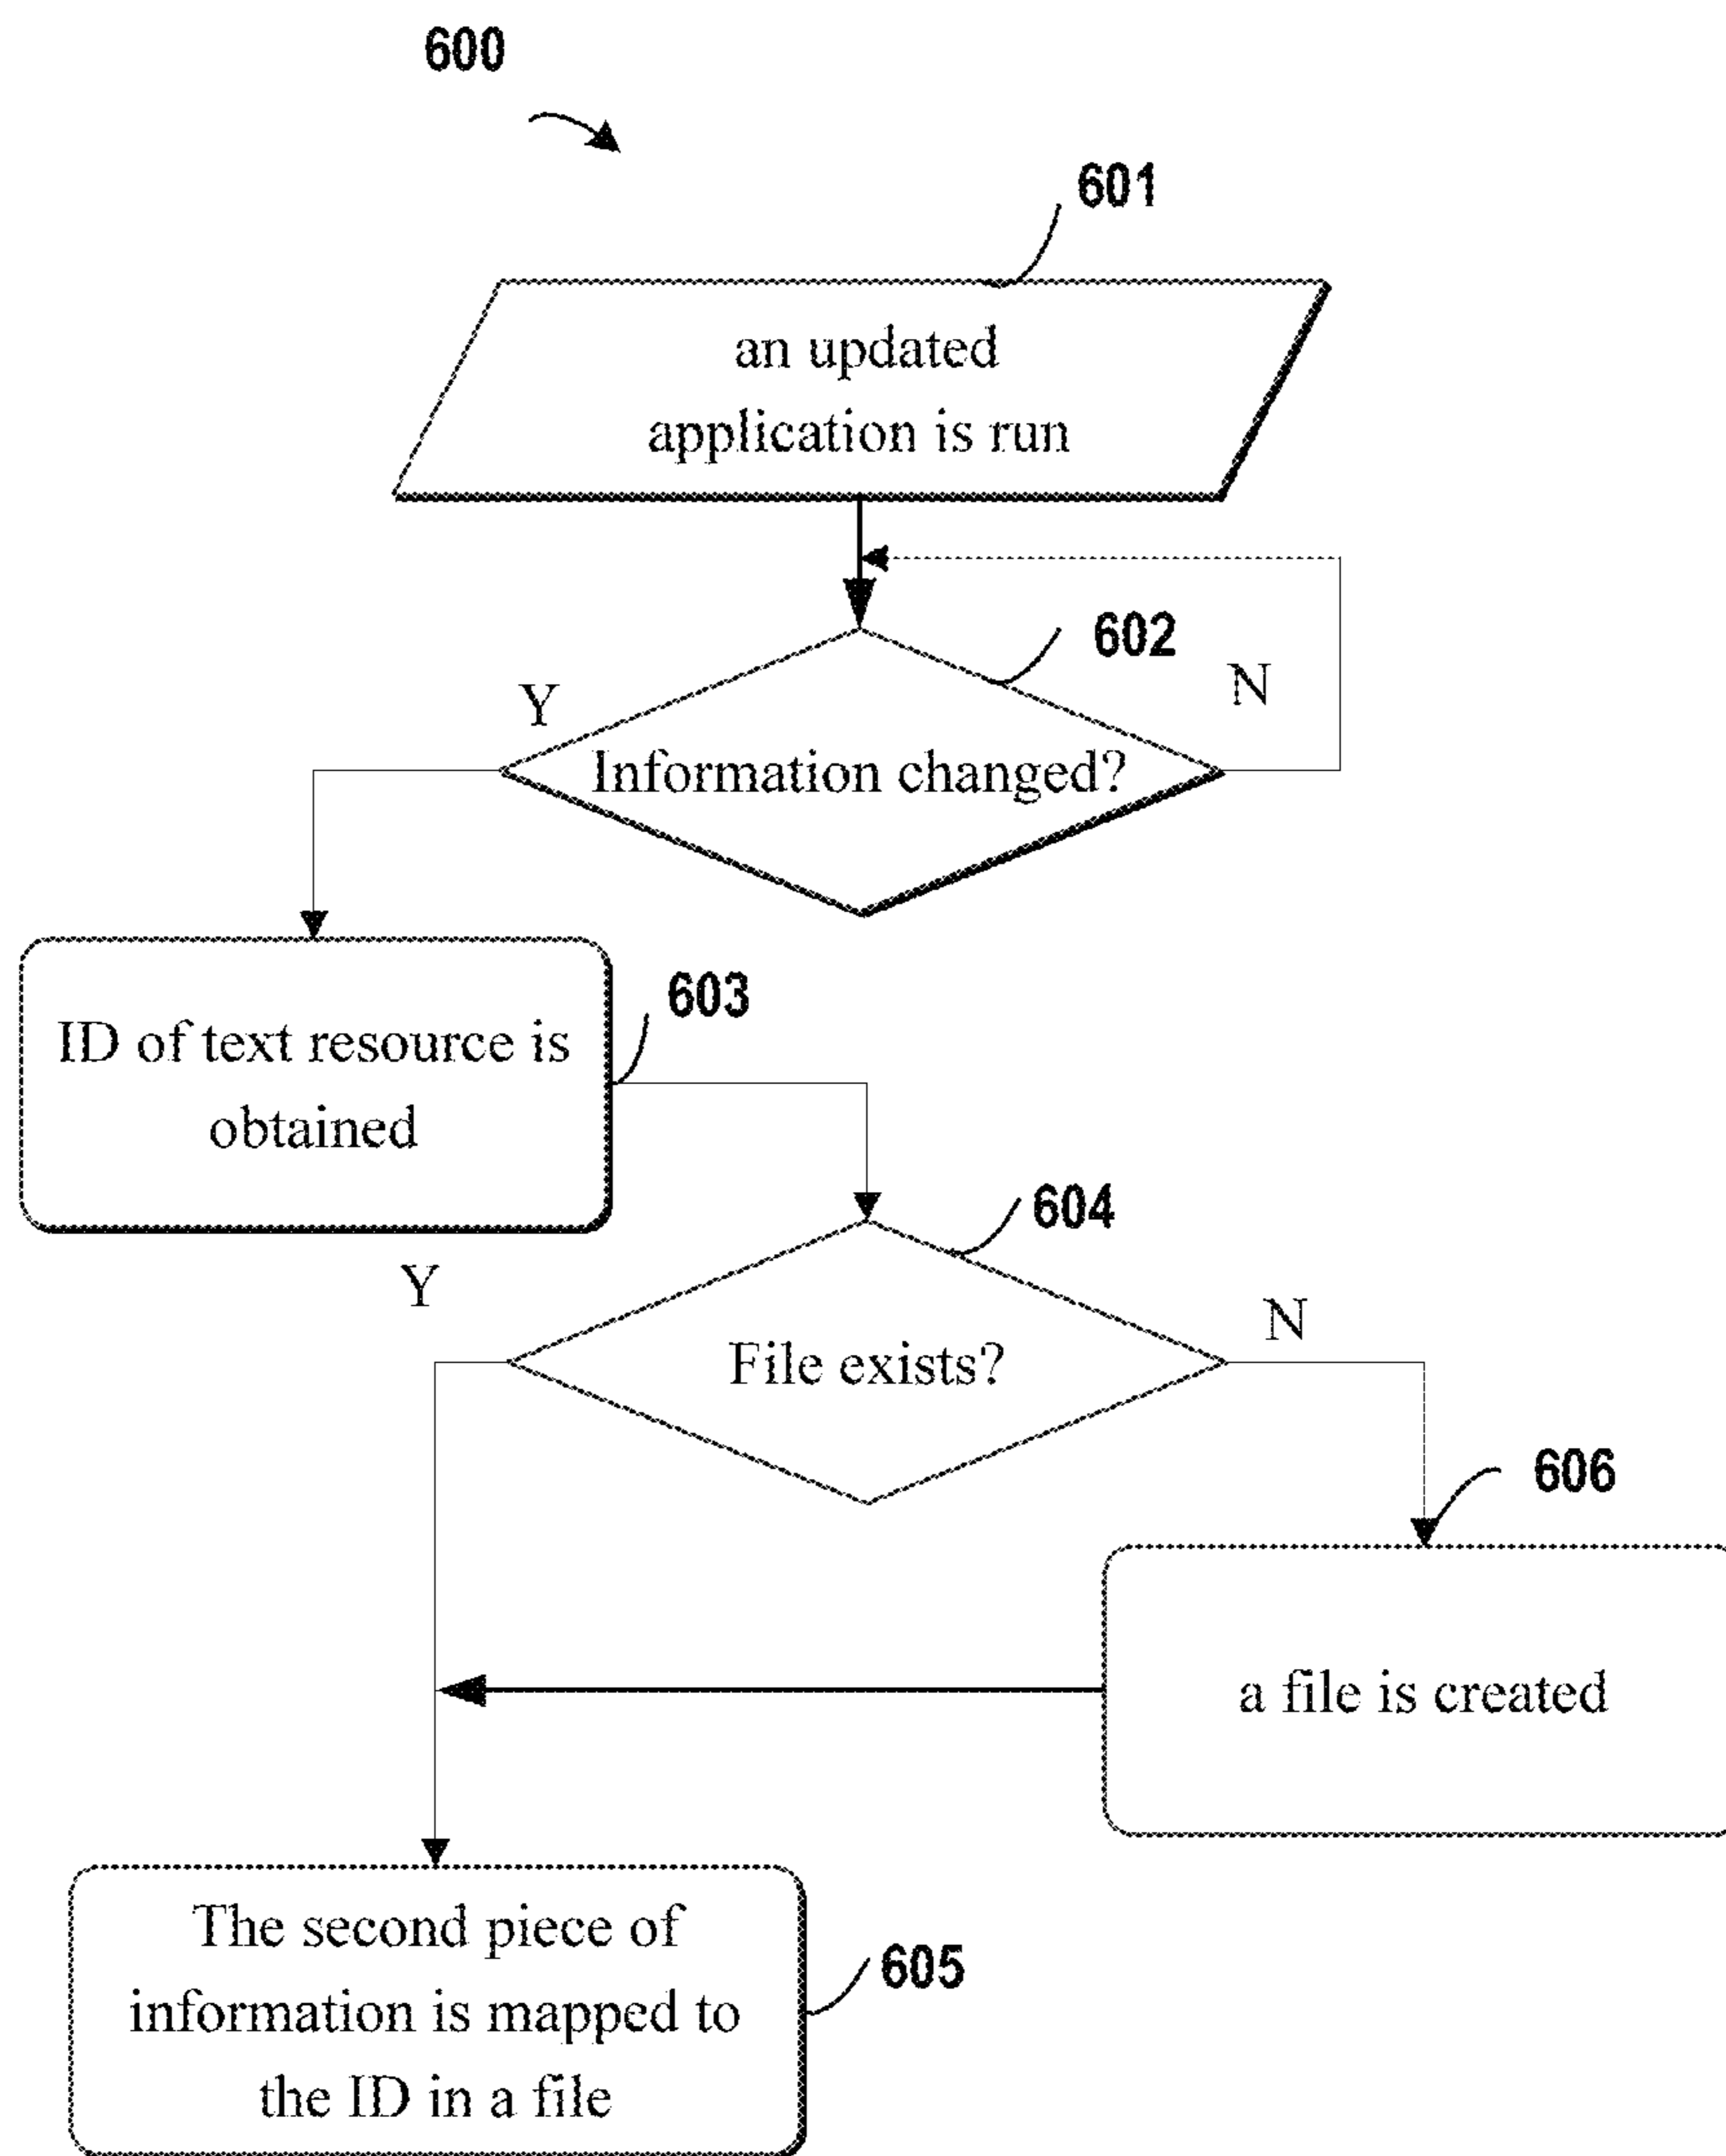 600
601
an updated
application is run
602
Y
N
Information changed?
603
ID of text resource is
obtained
604
Y
N
File exists?
606
a file is created
The second piece of
605
information is mapped to
the ID in a file